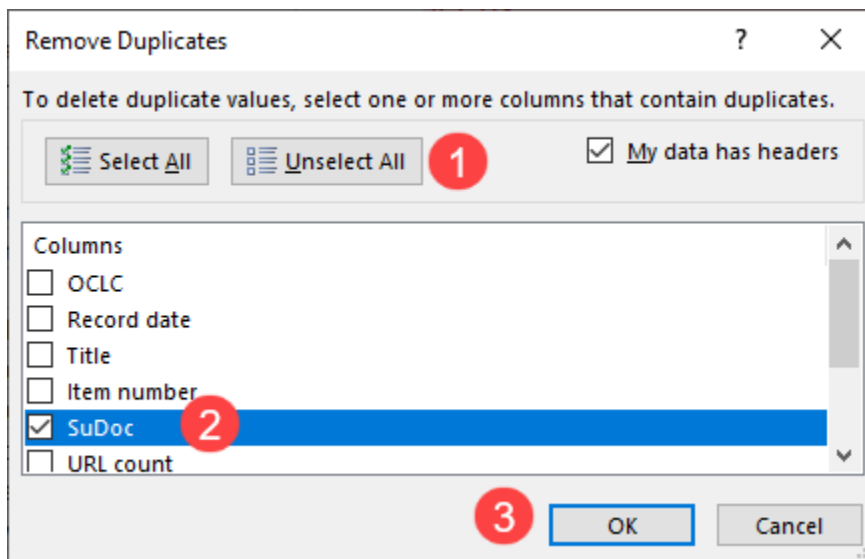 Remove Duplicates ?
To delete duplicate values, select one or more columns that contain duplicates.
Select All Unselect All 1 My data has headers
Columns
OCLC
Record date
Title
Item number
SuDoc 2
URL count
3 OK Cancel